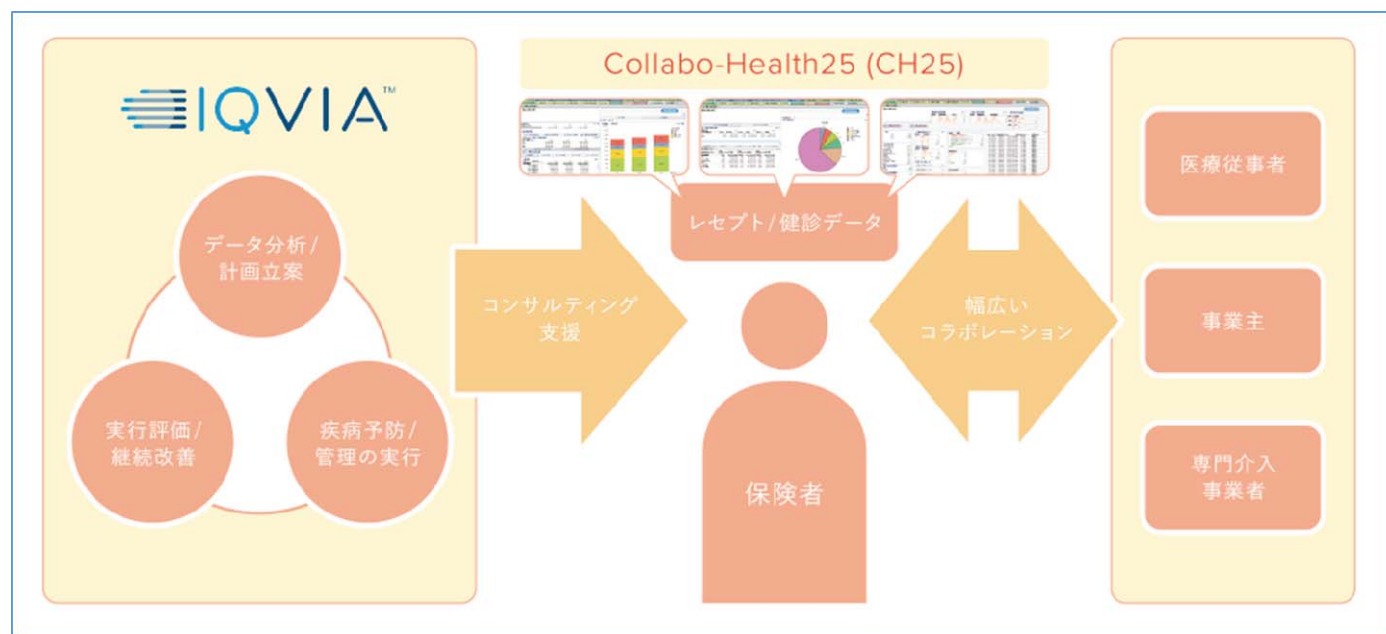 IQVIA™
データ分析/
計画立案
実行評価/
継続改善
疾病予防/
管理の実行
コンサルティング
支援
Collabo-Health25 (CH25)
レセプト/健診データ
保険者
幅広い
コラボレーション
医療従事者
事業主
専門介入
事業者